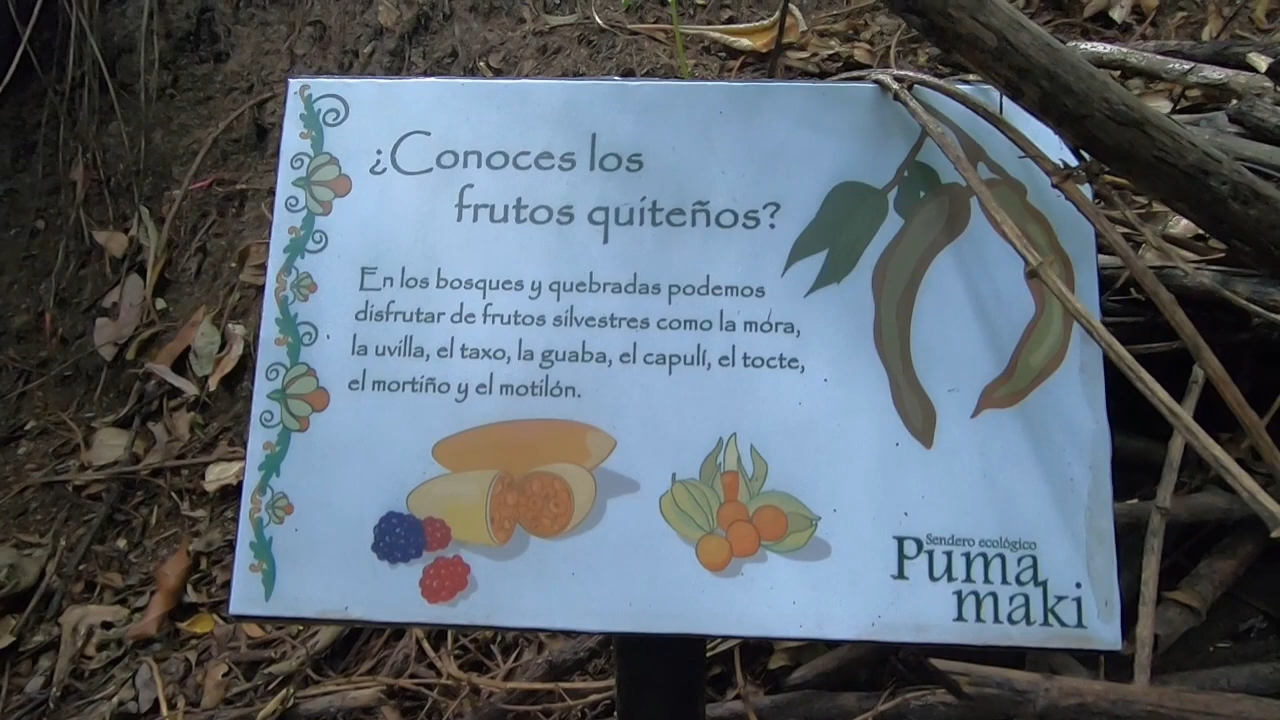 ¿Conoces los
frutos quiteños?
En los bosques y quebradas podemos
disfrutar de frutos silvestres como la mora,
la uvilla, el taxo, la guaba, el capulí, el tocte,
el mortiño y el motilón.
Sendero ecológico
Puma
maki